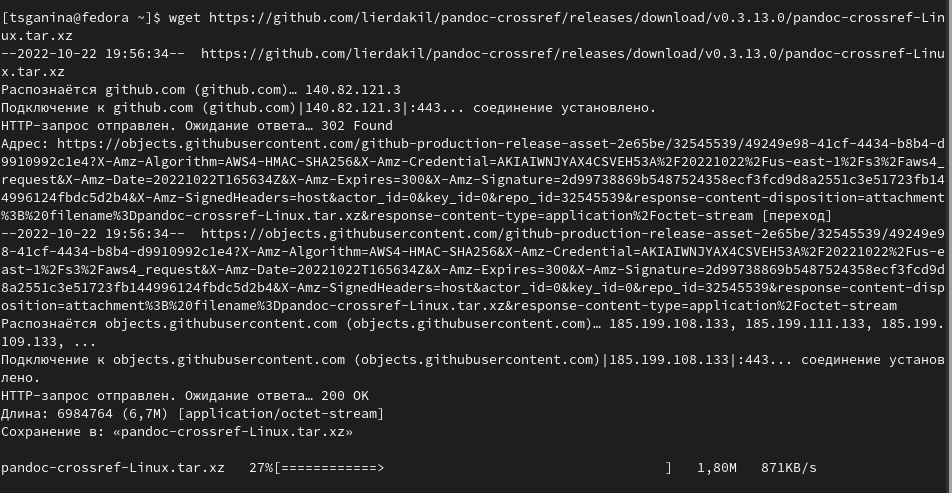 [tsganina@fedora ~]$ wget https://github.com/lierdakil/pandoc-crossref/releases/download/v0.3.13.0/pandoc-crossref-Lin
ux.tar.xz
--2022-10-22 19:56:34--  https://github.com/lierdakil/pandoc-crossref/releases/download/v0.3.13.0/pandoc-crossref-Linu
x.tar.xz
Распознаётся github.com (github.com)… 140.82.121.3
Подключение к github.com (github.com)|140.82.121.3|:443... соединение установлено.
HTTP-запрос отправлен. Ожидание ответа… 302 Found
Адрес: https://objects.githubusercontent.com/github-production-release-asset-2e65be/32545539/49249e98-41cf-4434-b8b4-d
9910992c1e4?X-Amz-Algorithm=AWS4-HMAC-SHA256&X-Amz-Credential=AKIAIWNJYAX4CSVEH53A%2F20221022%2Fus-east-1%2Fs3%2Faws4_
request&X-Amz-Date=20221022T165634Z&X-Amz-Expires=300&X-Amz-Signature=2d99738869b5487524358ecf3fcd9d8a2551c3e51723fb14
4996124fbdc5d2b4&X-Amz-SignedHeaders=host&actor_id=0&key_id=0&repo_id=32545539&response-content-disposition=attachment
%3B%20filename%3Dpandoc-crossref-Linux.tar.xz&response-content-type=application%2Foctet-stream [переход]
--2022-10-22 19:56:34--  https://objects.githubusercontent.com/github-production-release-asset-2e65be/32545539/49249e9
8-41cf-4434-b8b4-d9910992c1e4?X-Amz-Algorithm=AWS4-HMAC-SHA256&X-Amz-Credential=AKIAIWNJYAX4CSVEH53A%2F20221022%2Fus-e
ast-1%2Fs3%2Faws4_request&X-Amz-Date=20221022T165634Z&X-Amz-Expires=300&X-Amz-Signature=2d99738869b5487524358ecf3fcd9d
8a2551c3e51723fb144996124fbdc5d2b4&X-Amz-SignedHeaders=host&actor_id=0&key_id=0&repo_id=32545539&response-content-disp
osition=attachment%3B%20filename%3Dpandoc-crossref-Linux.tar.xz&response-content-type=application%2Foctet-stream
Распознаётся objects.githubusercontent.com (objects.githubusercontent.com)… 185.199.108.133, 185.199.111.133, 185.199.
109.133, ...
Подключение к objects.githubusercontent.com (objects.githubusercontent.com)|185.199.108.133|:443... соединение установ
лено.
HTTP-запрос отправлен. Ожидание ответа… 200 OK
Длина: 6984764 (6,7M) [application/octet-stream]
Сохранение в: «pandoc-crossref-Linux.tar.xz»
pandoc-crossref-Linux.tar.xz   27%[============>                                   ]   1,80M   871KB/s